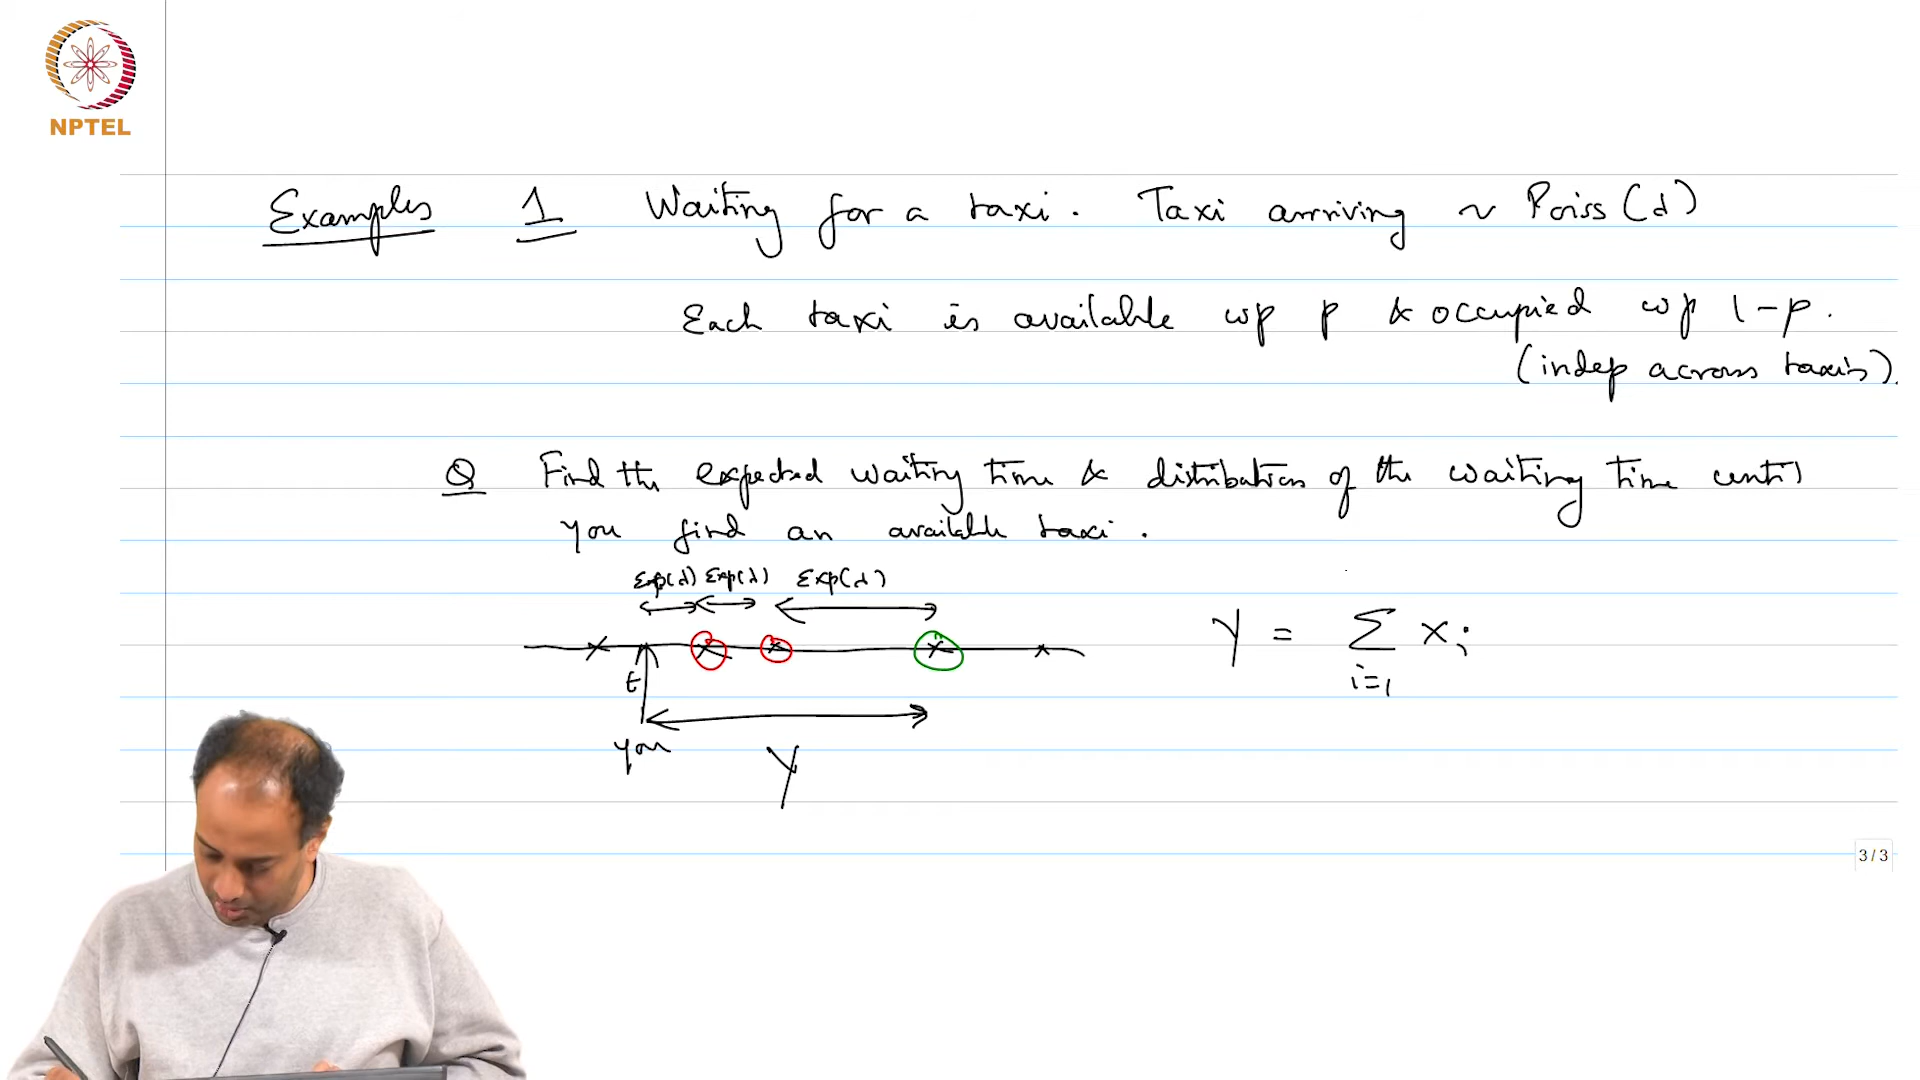 NPTEL
Examples 1 Waiting for a taxi. Taxi arriving ~ Poiss(λ)
Each taxi is available wp p & occupied wp 1-p.
(indep across taxis).
Q Find the expected waiting time & distribution of the waiting time until
you find an available taxi.
Exp(λ) Exp(λ) Exp(λ)
Y = ∑ Xi
i=1
t
you
Y
3 / 3